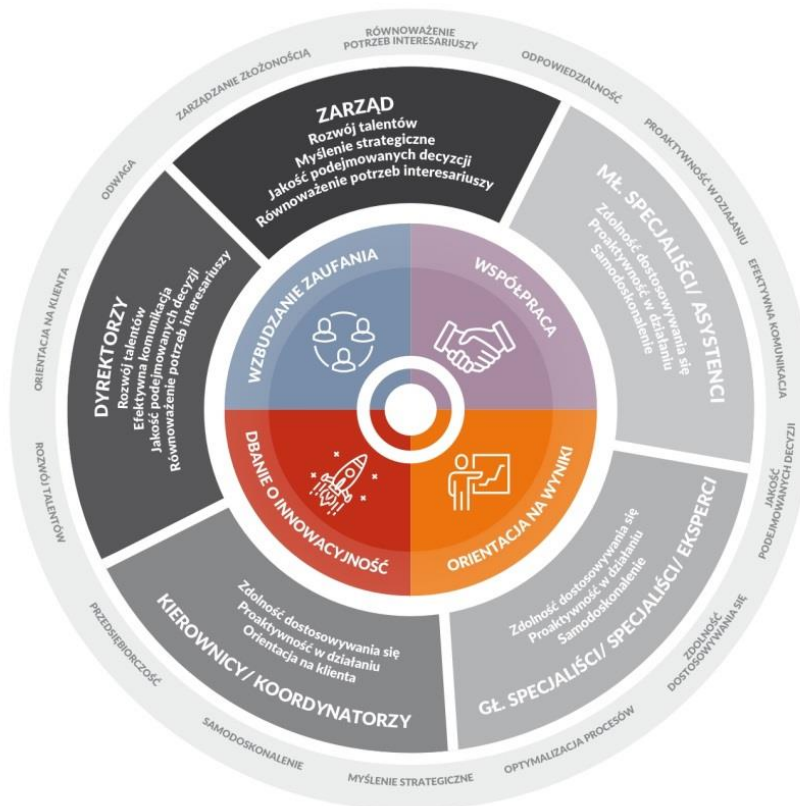 RÓWNOWAŻENIE
POTRZEB INTERESARIUSZY
ODPOWIEDZIALNOŚĆ
PROAKTYWNOŚĆ W DZIAŁANIU
EFEKTYWNA KOMUNIKACJA
JAKOŚĆ
PODEJMOWANYCH DECYZJI
ZDOLNOŚĆ
DOSTOSOWYWANIA SIĘ
OPTYMALIZACJA PROCESÓW
MYŚLENIE STRATEGICZNE
SAMODOSKONALENIE
PRZEDSIĘBIORCZOŚĆ
ROZWÓJ TALENTÓW
ORIENTACJA NA KLIENTA
ODWAGA
ZARZĄDZANIE ZŁOŻONOŚCIĄ
ZARZĄD
Rozwój talentów
Myślenie strategiczne
Jakość podejmowanych decyzcji
Równoważenie potrzeb interesariuszy
MŁ. SPECJALIŚCI/ ASYSTENCI
Zdolność dostosowywania się
Proaktywność w działaniu
Samodoskonalenie
GŁ. SPECJALIŚCI/ SPECJALIŚCI/ EKSPERCI
Zdolność dostosowywania się
Proaktywność w działaniu
Samodoskonalenie
Zdolność dostosowywania się
Proaktywność w działaniu
Orientacja na klienta
KIEROWNICY/ KOORDYNATORZY
DYREKTORZY
Rozwój talentów
Efektywna komunikacja
Jakość podejmowanych decyzji
Równoważenie potrzeb interesariuszy
WZBUDZANIE ZAUFANIA
WSPÓŁPRACA
ORIENTACJA NA WYNIKI
DBANIE O INNOWACYJNOŚĆ